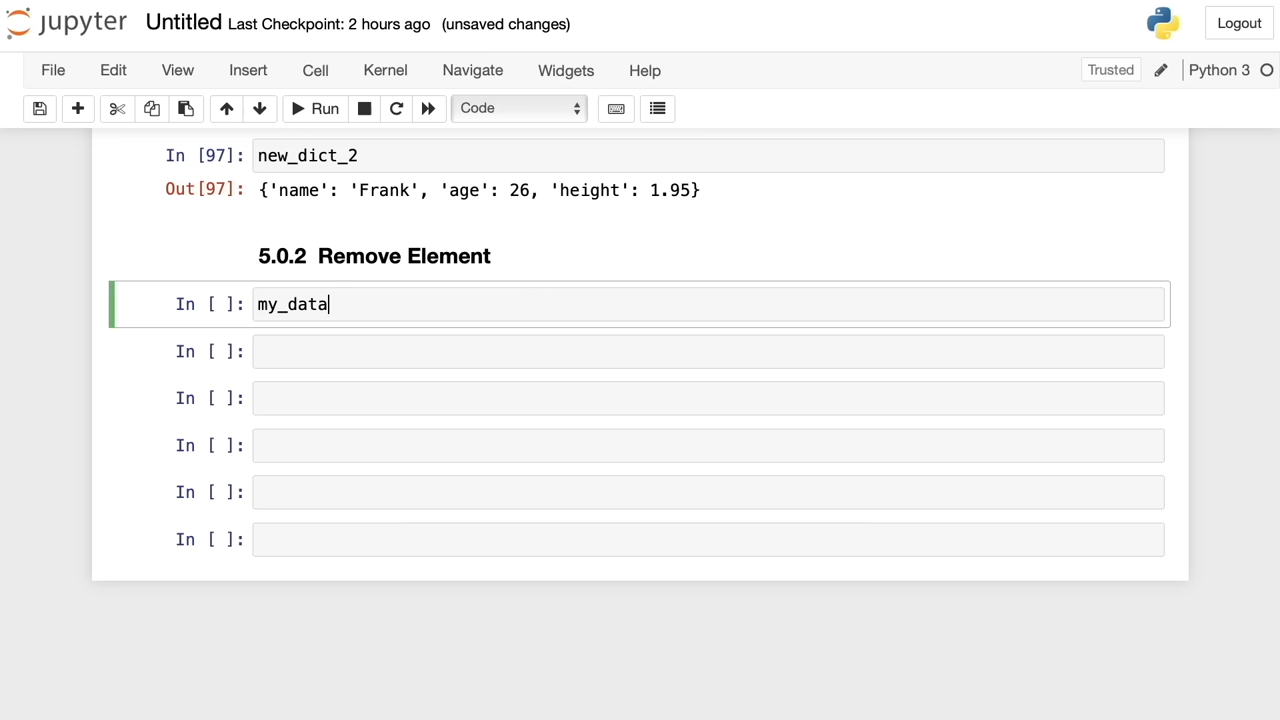 jupyter Untitled Last Checkpoint: 2 hours ago (unsaved changes) Logout
File Edit View Insert Cell Kernel Navigate Widgets Help Trusted Python 3
Run Code
In [97]: new_dict_2
Out[97]: {'name': 'Frank', 'age': 26, 'height': 1.95}
5.0.2 Remove Element
In [ ]: my_data
In [ ]:
In [ ]:
In [ ]:
In [ ]:
In [ ]: